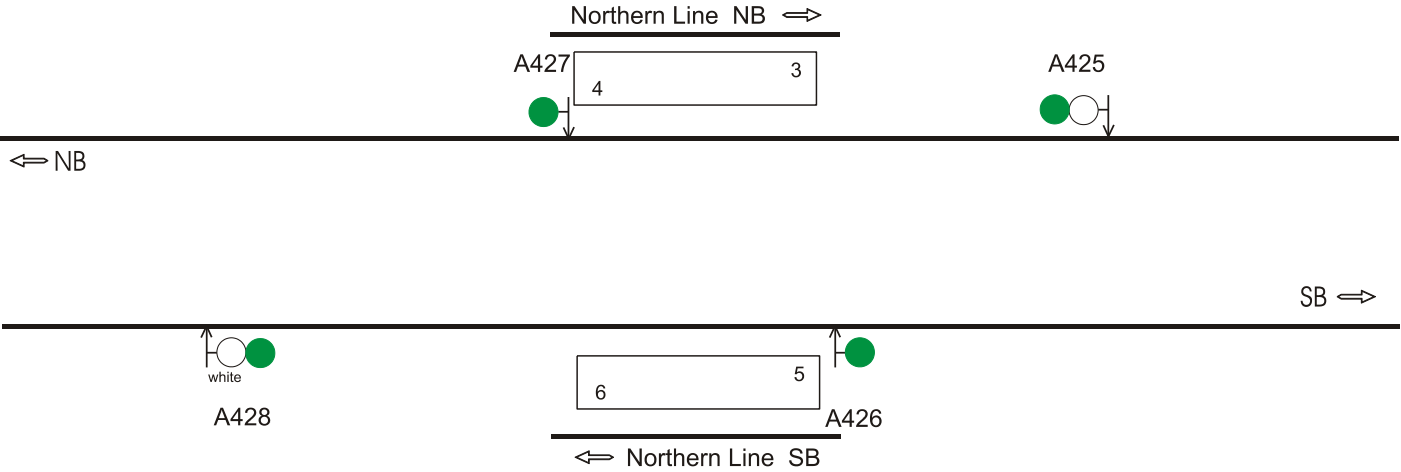 Northern Line NB
A427
3
4
A425
NB
SB
white
A428
5
6
A426
Northern Line SB